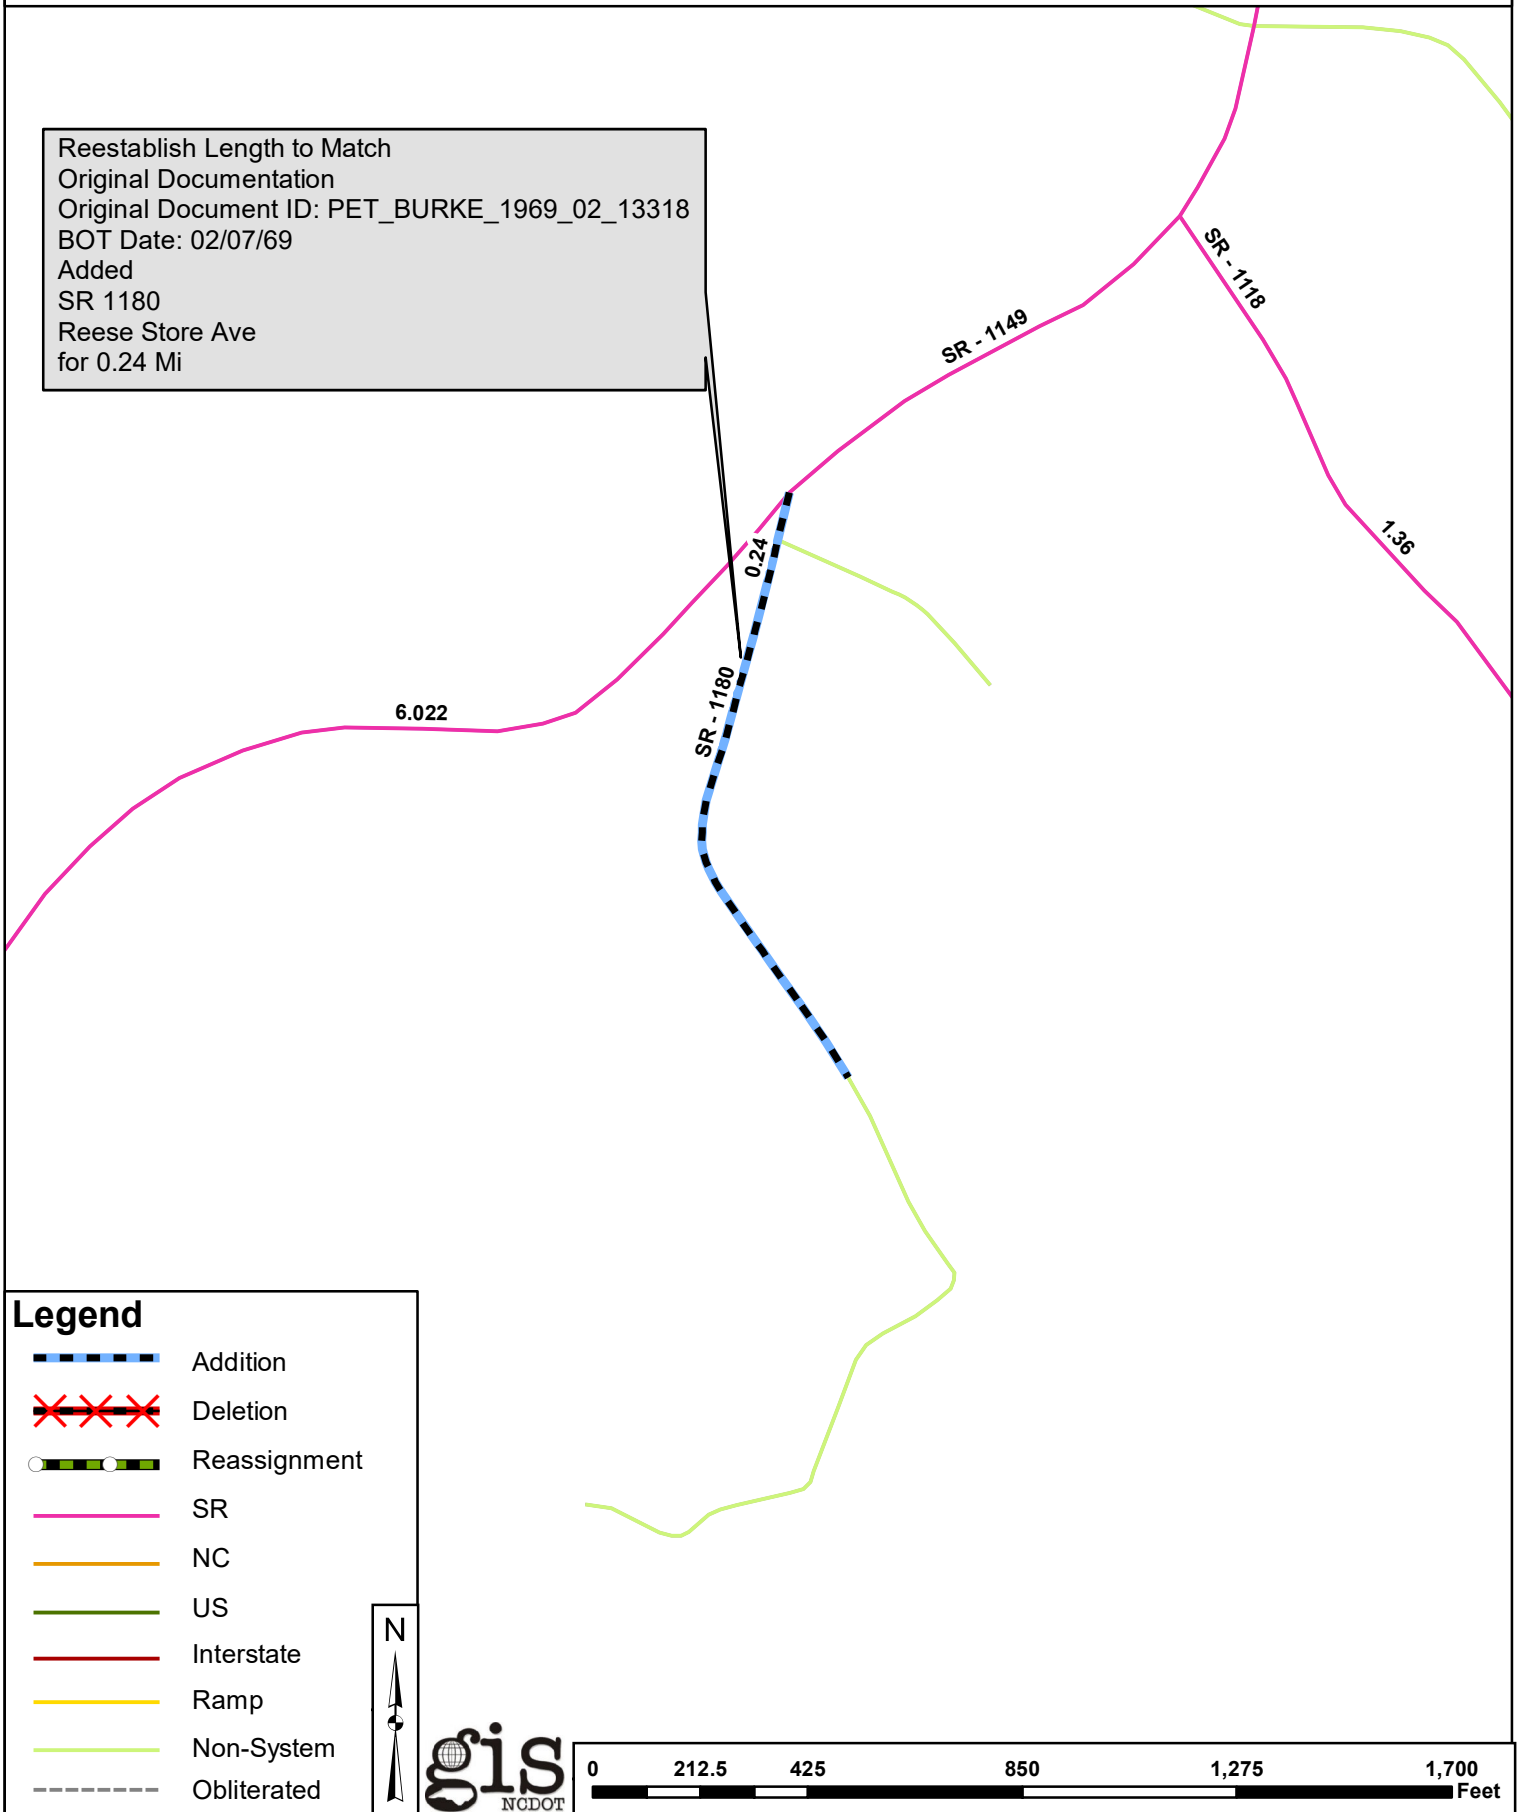 Reestablish Length to Match
Original Documentation
Original Document ID: PET_BURKE_1969_02_13318
BOT Date: 02/07/69
Added
SR 1180
Reese Store Ave
for 0.24 Mi
SR - 1118
SR - 1149
1.36
0.24
SR - 1180
6.022
Legend
Addition
Deletion
Reassignment
SR
NC
US
Interstate
Ramp
Non-System
Obliterated
N
gis
NCDOT
0 212.5 425 850 1,275 1,700
Feet